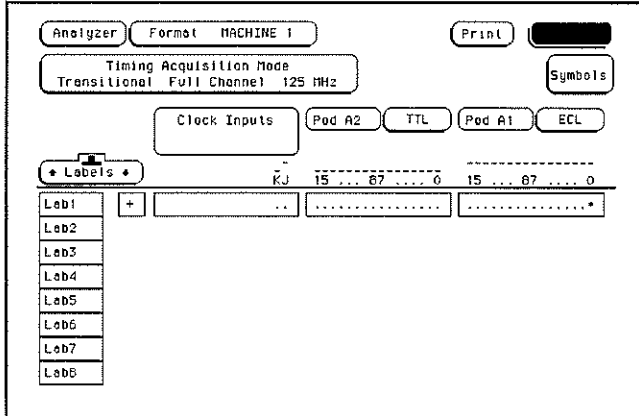 Analyzer Format MACHINE 1 Print
Timing Acquisition Mode
Transitional Full Channel 125 MHz
Symbols
Clock Inputs Pod A2 TTL Pod A1 ECL
Labels
KJ 15 ... 87 .... 0 15 ... 87 .... 0
Lab1 + .. ................ ...............*
Lab2
Lab3
Lab4
Lab5
Lab6
Lab7
Lab8